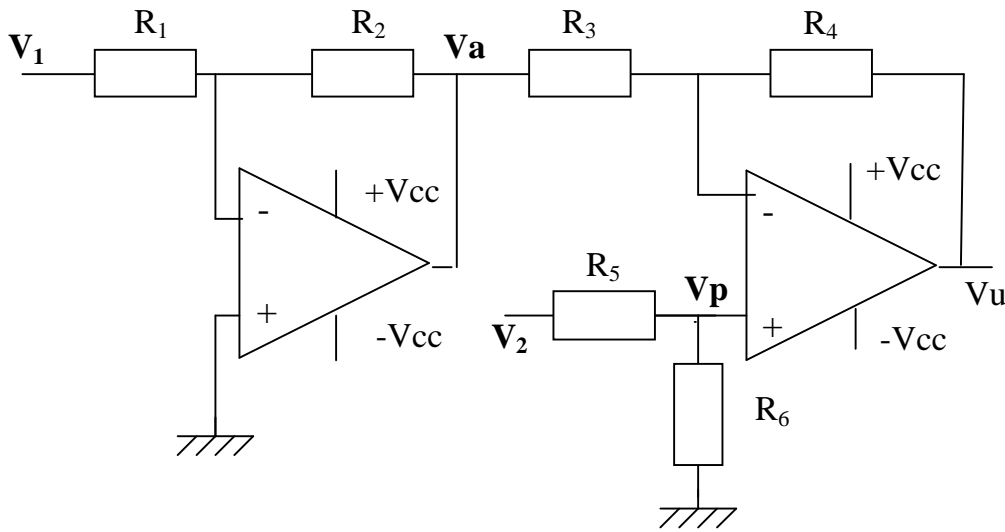 V₁
R₁
R₂
Va
R₃
R₄
+Vcc
-
+
-Vcc
+Vcc
-
R₅
Vp
V₂
+
-Vcc
Vu
R₆